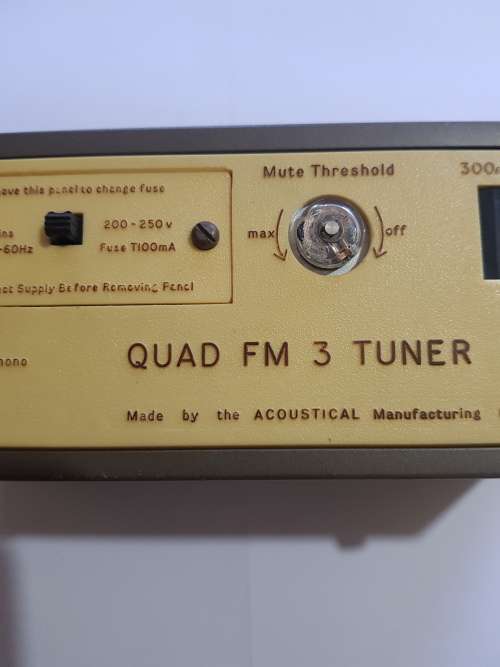 ove this panel to change fuse
200-250v
-60Hz
Fuse T100mA
Supply Before Removing Panel
Mute Threshold
max
off
300
mono
QUAD FM 3 TUNER
Made by the ACOUSTICAL Manufacturing